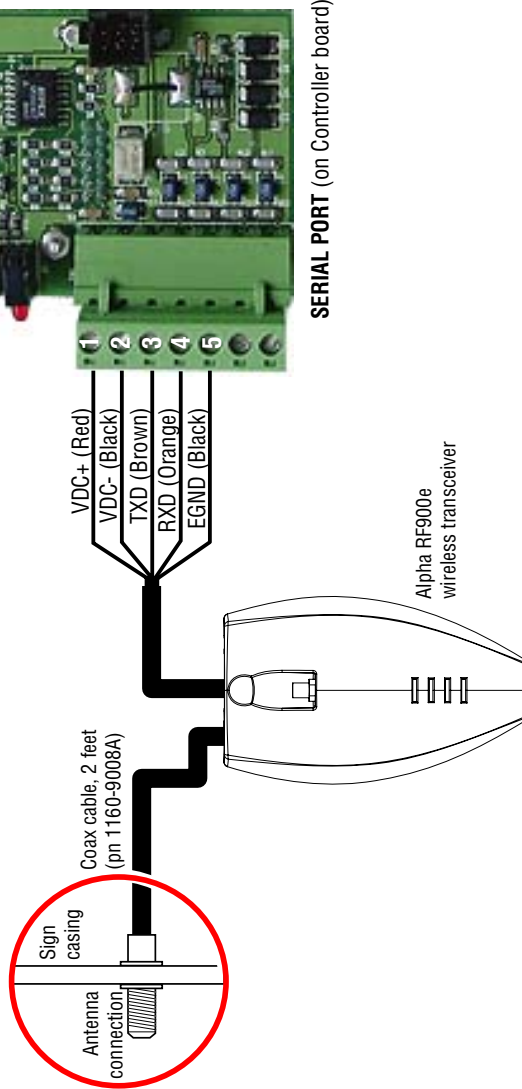 SERIAL PORT (on Controller board)
1
2
3
4
5
VDC+ (Red)
VDC- (Black)
TXD (Brown)
RXD (Orange)
EGND (Black)
Alpha RF900e
wireless transceiver
Coax cable, 2 feet
(pn 1160-9008A)
Sign
casing
Antenna
connection